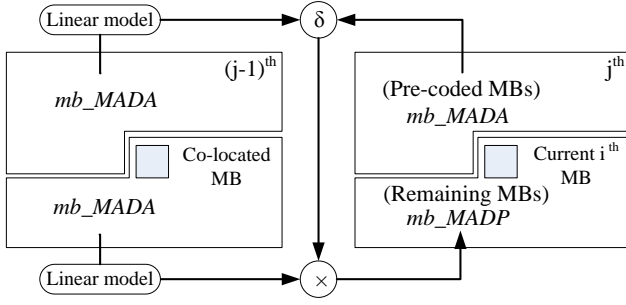 Linear model
δ
(j-1)th
jth
mb_MADA
(Pre-coded MBs)
mb_MADA
Co-located
MB
Current ith
MB
mb_MADA
(Remaining MBs)
mb_MADP
Linear model
×